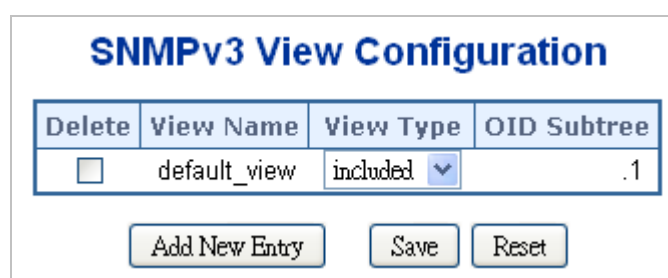 SNMPv3 View Configuration
Delete View Name View Type OID Subtree
default_view included .1
Add New Entry Save Reset